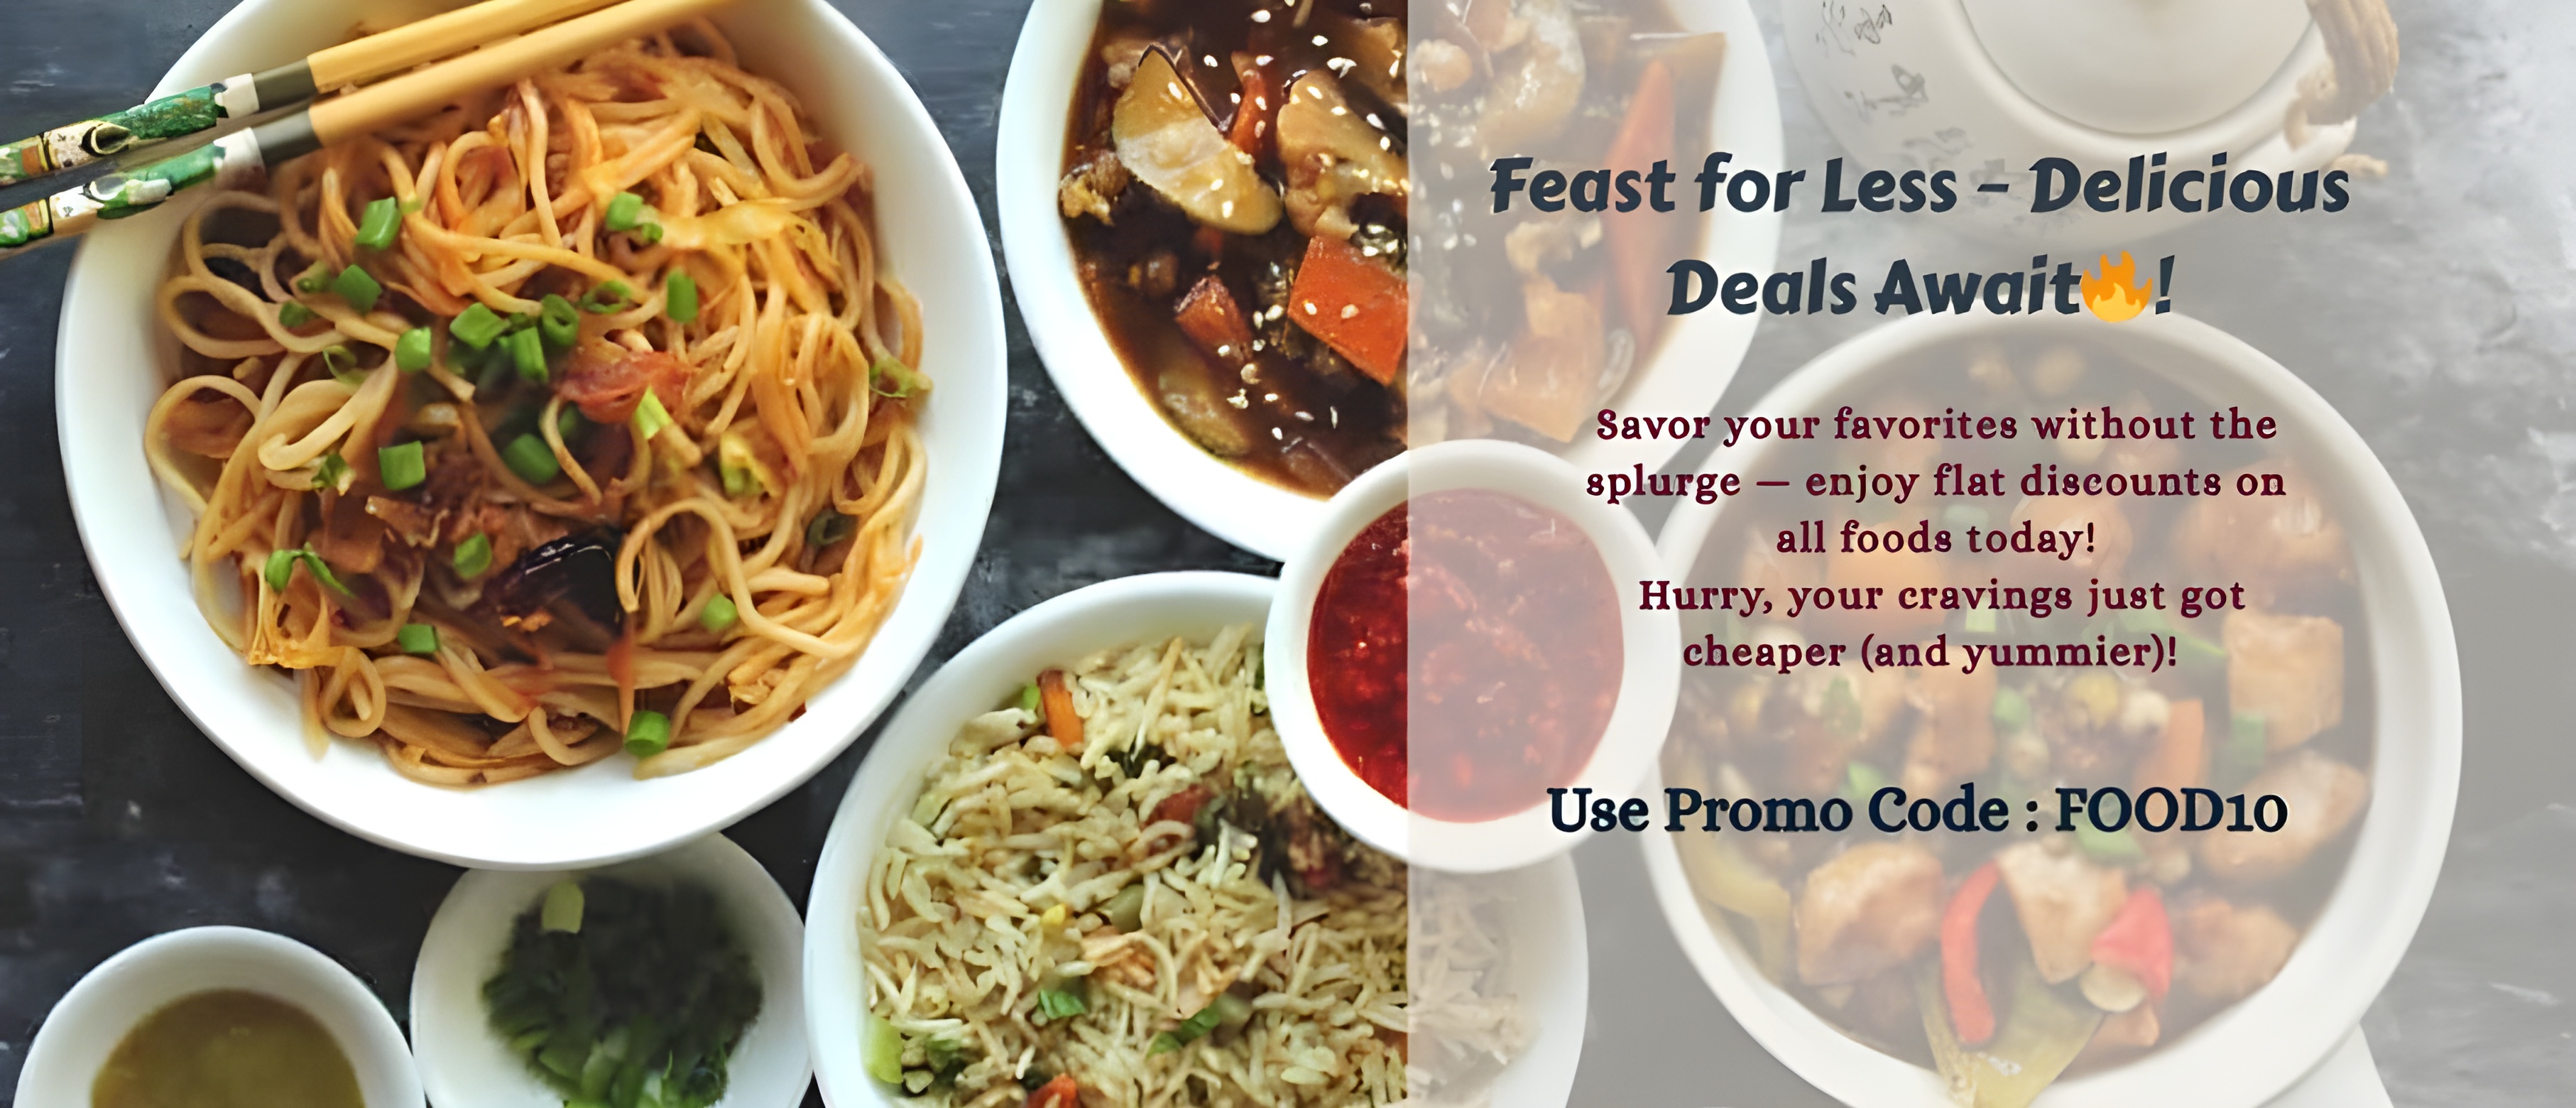 Feast for Less – Delicious
Deals Await🔥!
Savor your favorites without the
splurge — enjoy flat discounts on
all foods today!
Hurry, your cravings just got
cheaper (and yummier)!
Use Promo Code : FOOD10